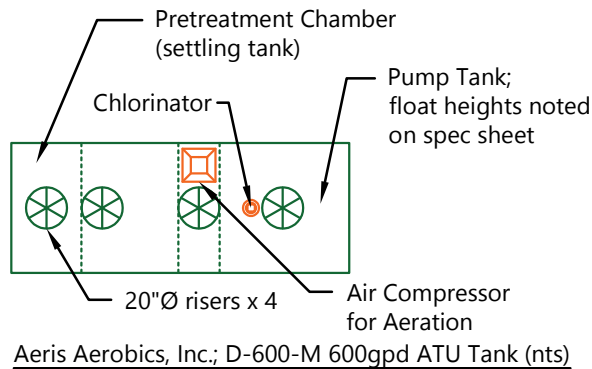 Pretreatment Chamber
(settling tank)
Pump Tank;
float heights noted
on spec sheet
Chlorinator
20"Ø risers x 4
Air Compressor
for Aeration
Aeris Aerobics, Inc.; D-600-M 600gpd ATU Tank (nts)